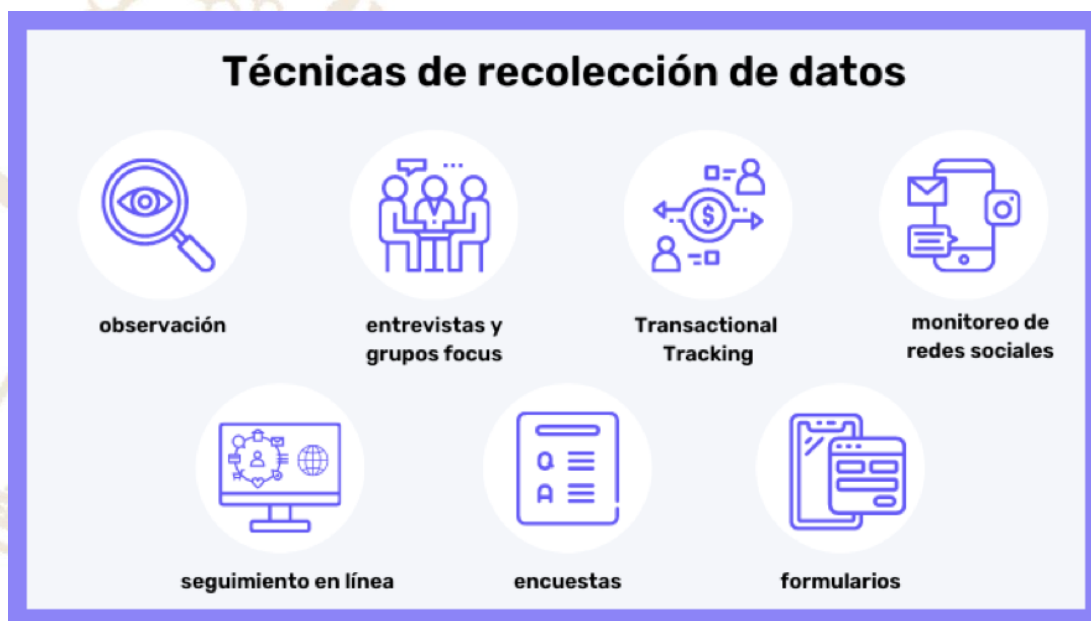 Técnicas de recolección de datos
observación
entrevistas y
grupos focus
Transactional
Tracking
monitoreo de
redes sociales
$
Q
A
seguimiento en línea
encuestas
formularios